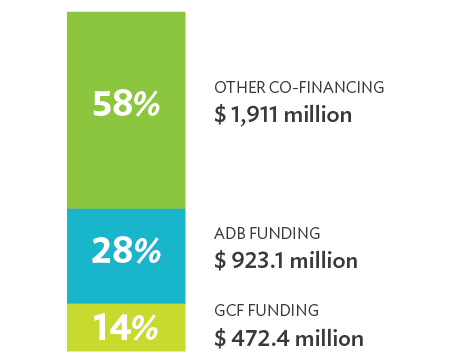 58%
OTHER CO-FINANCING
$ 1,911 million
28%
ADB FUNDING
$ 923.1 million
14%
GCF FUNDING
$ 472.4 million